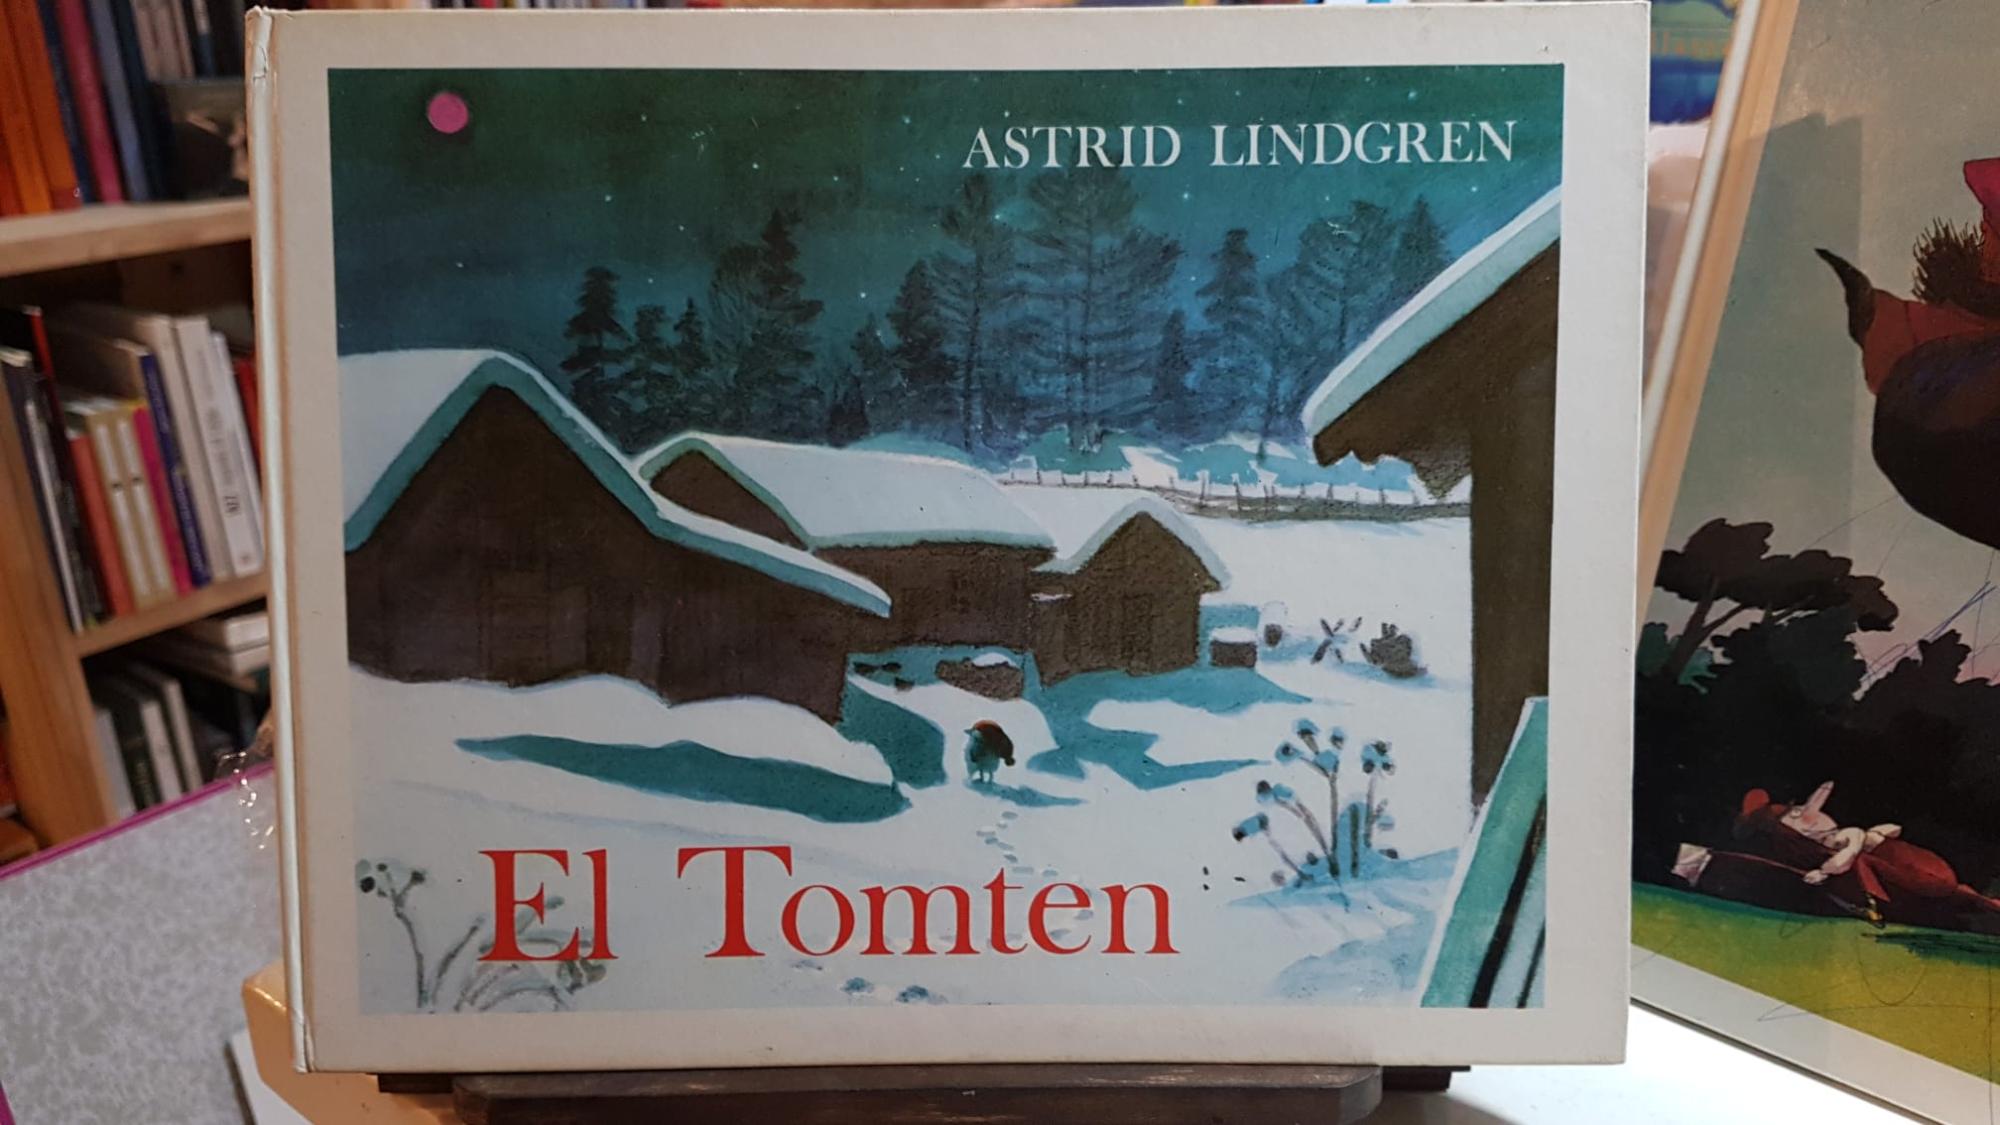 ASTRID LINDGREN
El Tomten